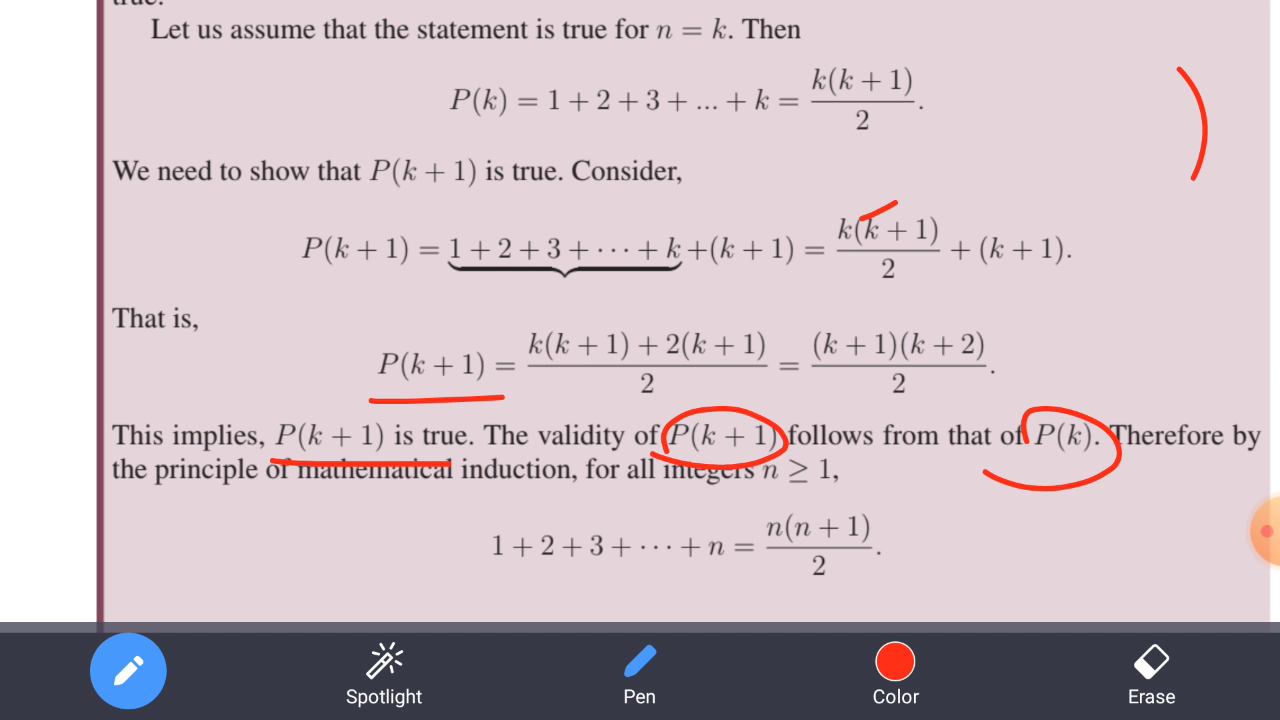 true.
Let us assume that the statement is true for n = k. Then
P(k) = 1 + 2 + 3 + ... + k = k(k + 1) / 2 .
We need to show that P(k + 1) is true. Consider,
P(k + 1) = 1 + 2 + 3 + ··· + k +(k + 1) = k(k + 1) / 2 + (k + 1).
That is,
P(k + 1) = k(k + 1) + 2(k + 1) / 2 = (k + 1)(k + 2) / 2 .
This implies, P(k + 1) is true. The validity of P(k + 1) follows from that of P(k). Therefore by
the principle of mathematical induction, for all integers n ≥ 1,
1 + 2 + 3 + ··· + n = n(n + 1) / 2 .
Spotlight Pen Color Erase